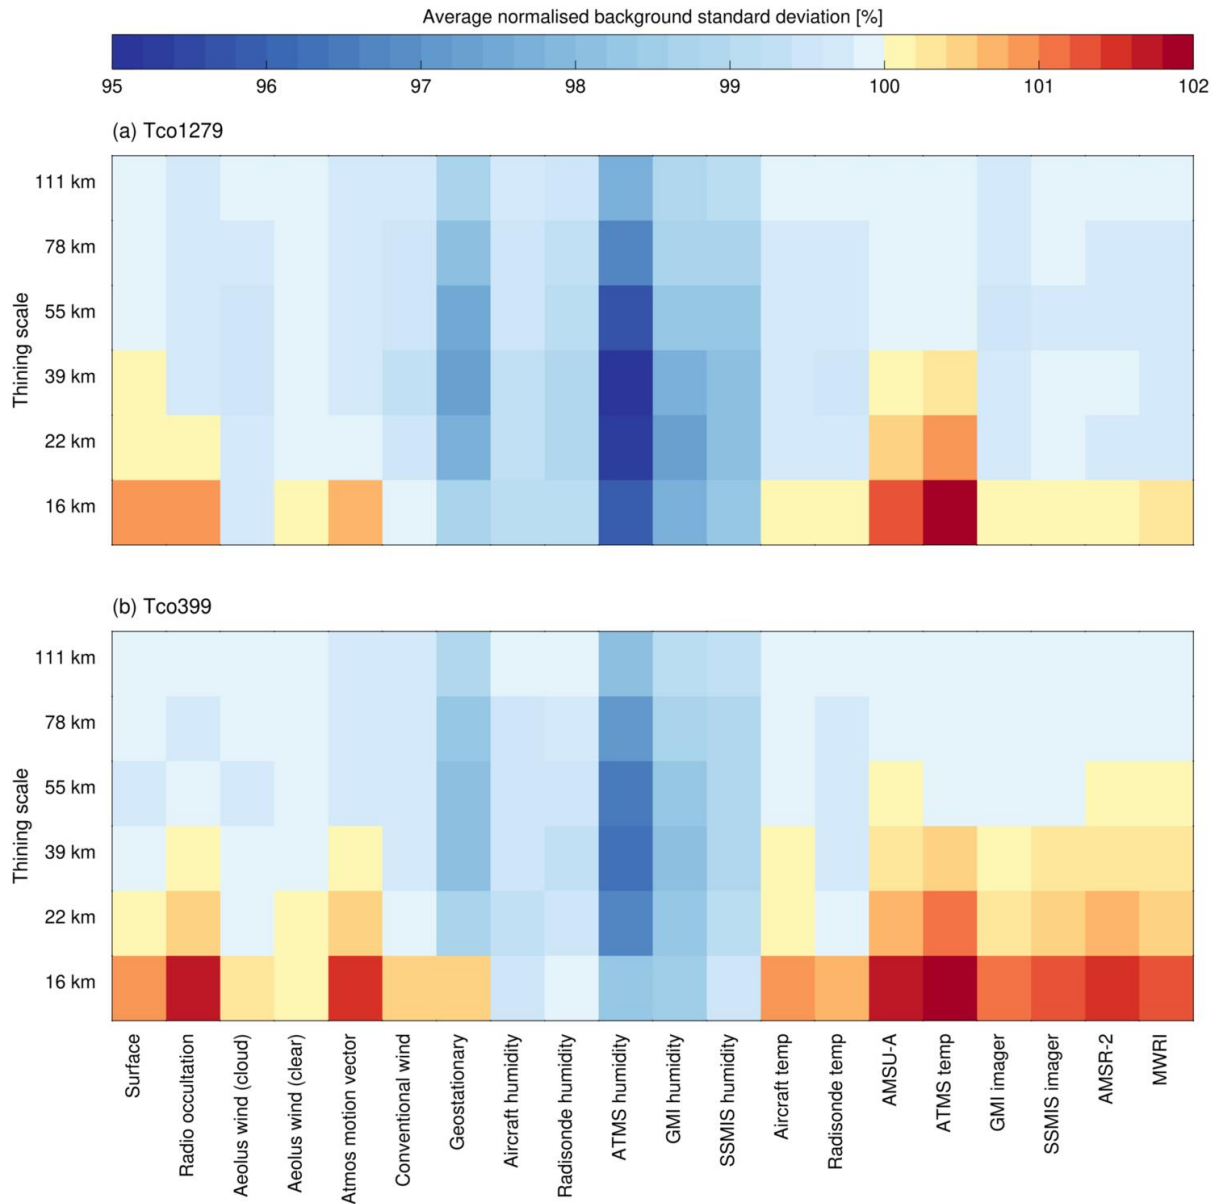 Average normalised background standard deviation [%]
95 96 97 98 99 100 101 102
(a) Tco1279
Thining scale
111 km
78 km
55 km
39 km
22 km
16 km
(b) Tco399
Thining scale
111 km
78 km
55 km
39 km
22 km
16 km
Surface
Radio occultation
Aeolus wind (cloud)
Aeolus wind (clear)
Atmos motion vector
Conventional wind
Geostationary
Aircraft humidity
Radisonde humidity
ATMS humidity
GMI humidity
SSMIS humidity
Aircraft temp
Radisonde temp
AMSU-A
ATMS temp
GMI imager
SSMIS imager
AMSR-2
MWRI